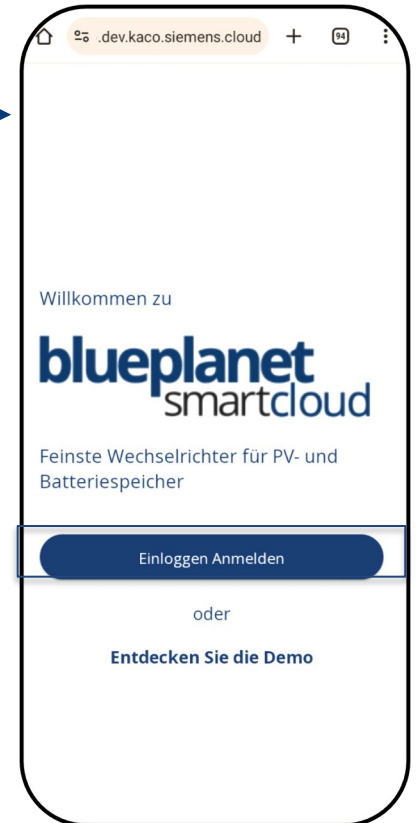 .dev.kaco.siemens.cloud
94
Willkommen zu
blueplanet
smartcloud
Feinste Wechselrichter für PV- und
Batteriespeicher
Einloggen Anmelden
oder
Entdecken Sie die Demo